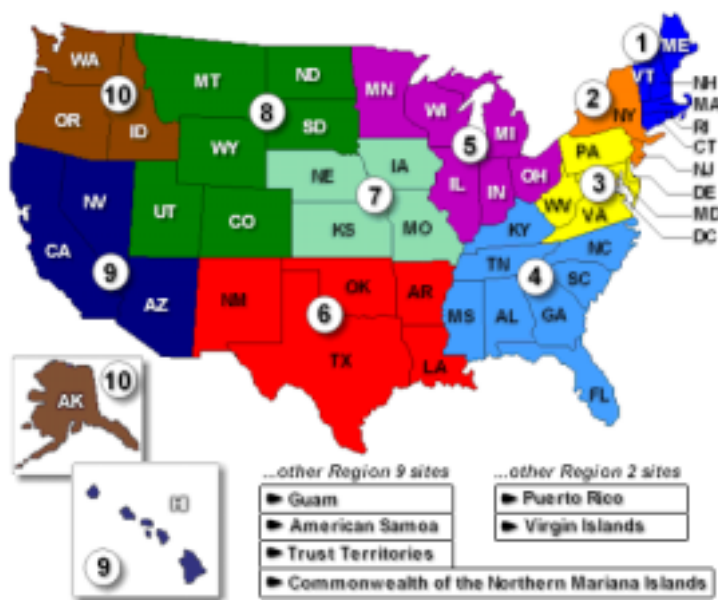 1
ME
WA
VT
MT
ND
NH
MN
10
2
MA
OR
ID
8
WI
NY
RI
SD
5
MI
CT
WY
PA
NJ
IA
NE
OH
3
DE
NV
7
IL
IN
WV
MD
UT
CO
VA
DC
KS
MO
KY
CA
NC
9
TN
4
SC
AZ
NM
OK
AR
6
MS
AL
GA
TX
LA
10
AK
FL
...other Region 9 sites
...other Region 2 sites
Guam
Puerto Rico
American Samoa
Virgin Islands
Trust Territories
9
Commonwealth of the Northern Mariana Islands